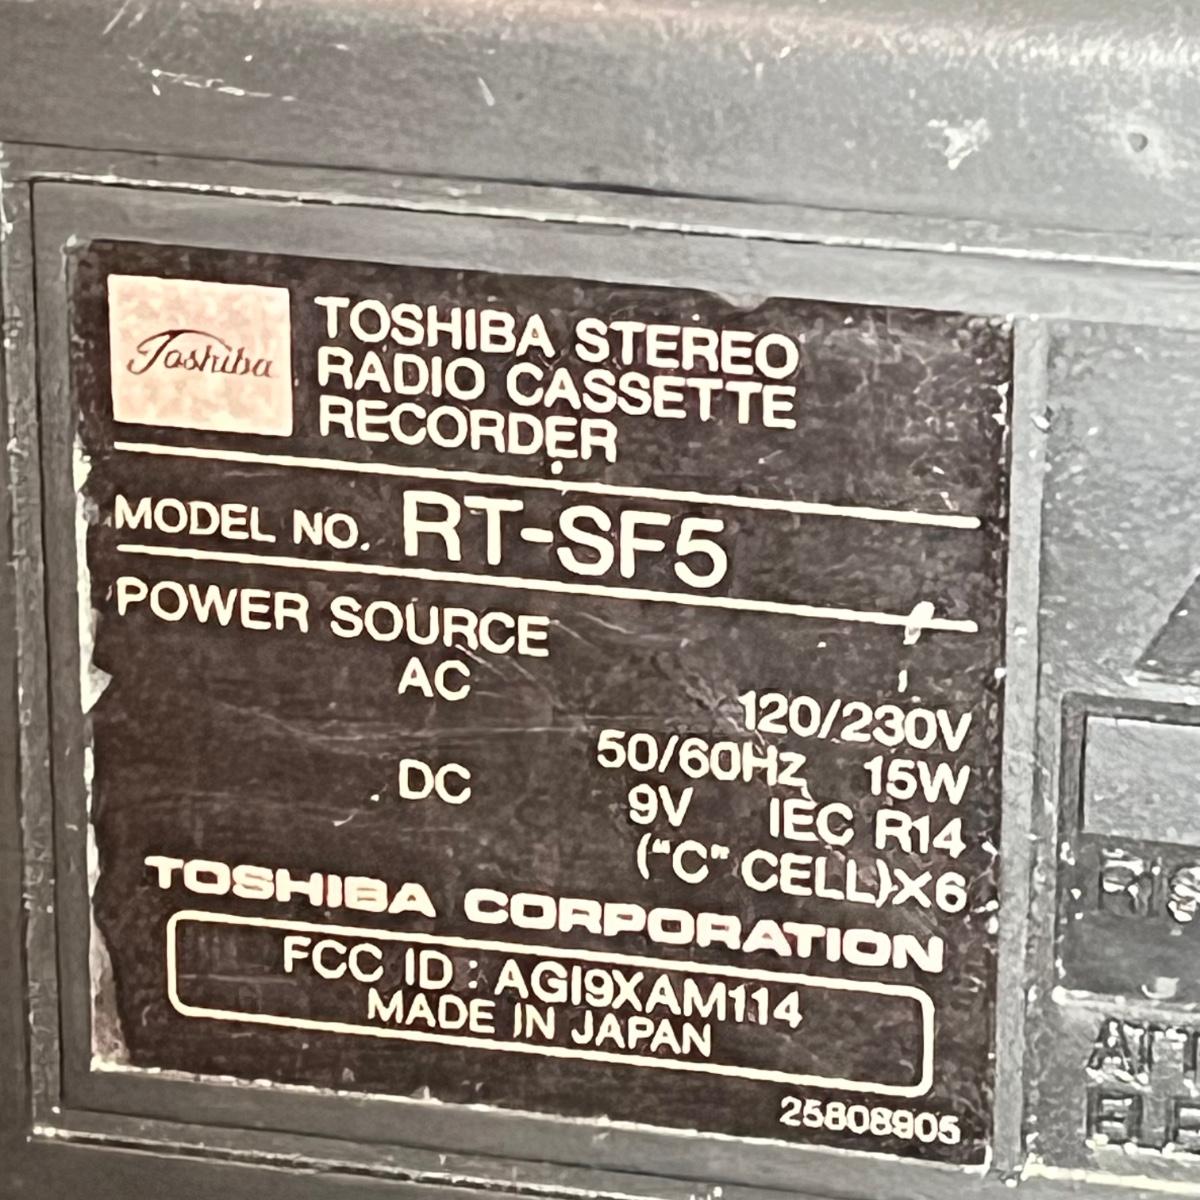 Toshiba
TOSHIBA STEREO
RADIO CASSETTE
RECORDER
MODEL NO. RT-SF5
POWER SOURCE
AC
120/230V
50/60Hz 15W
DC 9V IEC R14
("C" CELL)X6
TOSHIBA CORPORATION
FCC ID : AGI9XAM114
MADE IN JAPAN
25808905